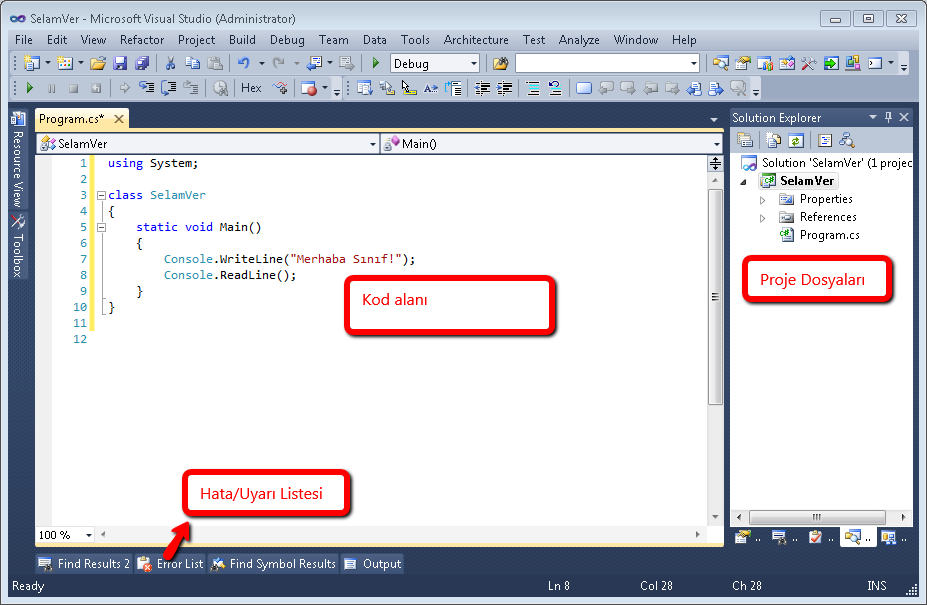 SelamVer - Microsoft Visual Studio (Administrator)
File Edit View Refactor Project Build Debug Team Data Tools Architecture Test Analyze Window Help
Debug
Hex
Program.cs*
SelamVer
Main()
Resource View
Toolbox
1 using System;
2
3 class SelamVer
4 {
5 static void Main()
6 {
7 Console.WriteLine("Merhaba Sınıf!");
8 Console.ReadLine();
9 }
10 }
11
12
Kod alanı
Hata/Uyarı Listesi
100 %
Solution Explorer
Solution 'SelamVer' (1 projec
SelamVer
Properties
References
Program.cs
Proje Dosyaları
Find Results 2 Error List Find Symbol Results Output
Ready Ln 8 Col 28 Ch 28 INS